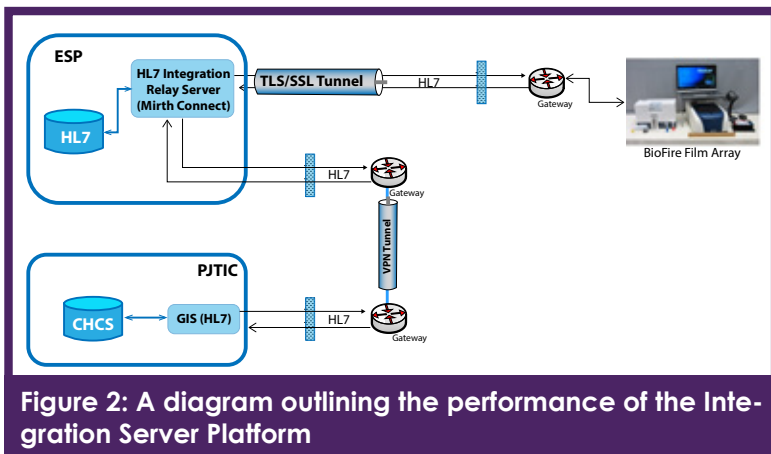 ESP
HL7 Integration
Relay Server
(Mirth Connect)
HL7
TLS/SSL Tunnel
HL7
Gateway
BioFire Film Array
HL7
Gateway
VPN Tunnel
PJTIC
CHCS
GIS (HL7)
HL7
Gateway
Figure 2: A diagram outlining the performance of the Inte-
gration Server Platform